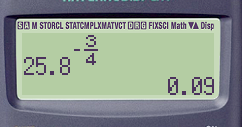 S A M STORCL STATCMPLXMATVCT D R G FIXSCI Math ▼▲ Disp
25.8^-3/4
0.09